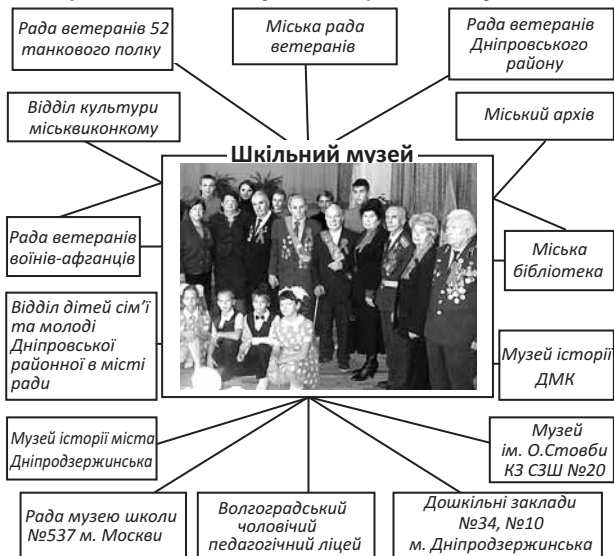 Рада ветеранів 52
танкового полку
Міська рада
ветеранів
Рада ветеранів
Дніпровського
району
Відділ культури
міськвиконкому
Міський архів
Шкільний музей
Рада ветеранів
воїнів-афганців
Міська
бібліотека
Відділ дітей сім’ї
та молоді
Дніпровської
районної в місті
ради
Музей історії
ДМК
Музей історії міста
Дніпродзержинська
Музей
ім. О.Стовби
КЗ СЗШ №20
Рада музею школи
№537 м. Москви
Волгоградський
чоловічий
педагогічний ліцей
Дошкільні заклади
№34, №10
м. Дніпродзержинська